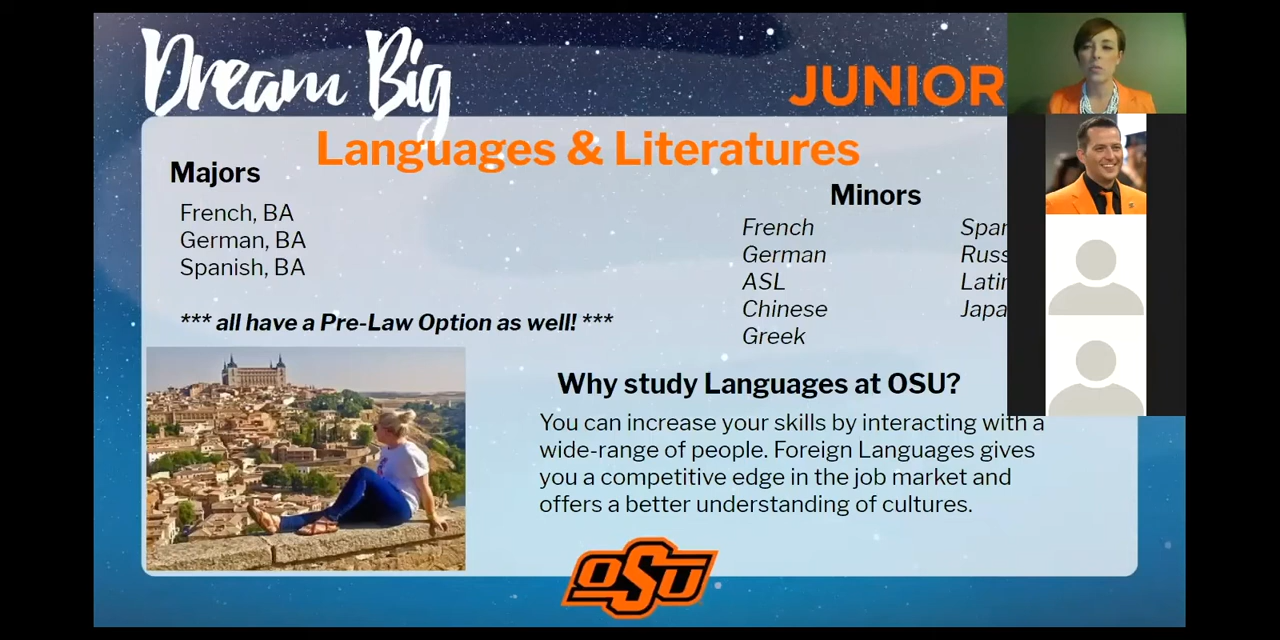 Dream Big
JUNIOR
Languages & Literatures
Majors
French, BA
German, BA
Spanish, BA
*** all have a Pre-Law Option as well! ***
Minors
French
German
ASL
Chinese
Greek
Why study Languages at OSU?
You can increase your skills by interacting with a
wide-range of people. Foreign Languages gives
you a competitive edge in the job market and
offers a better understanding of cultures.
OSU